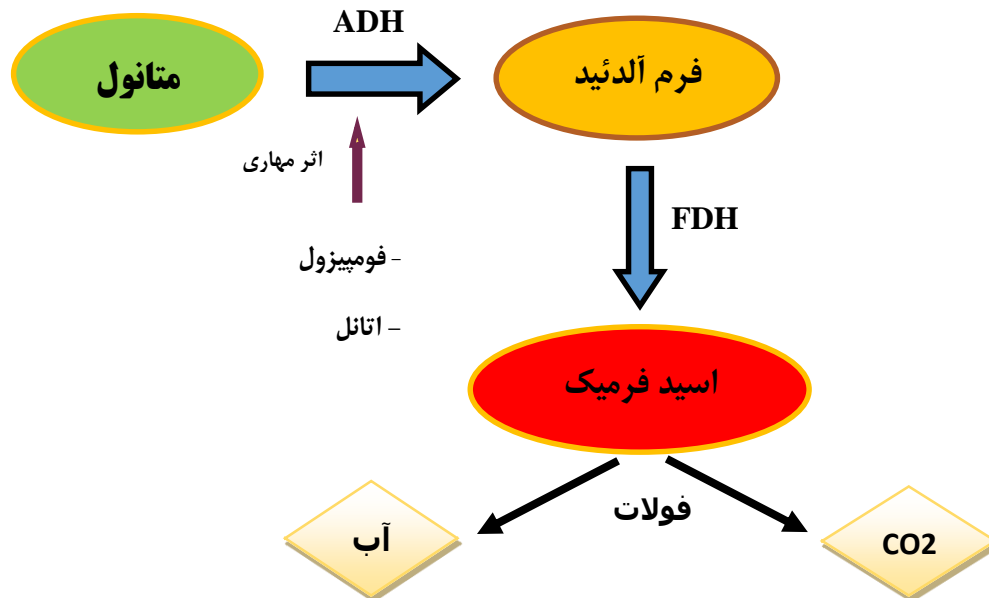 ADH
متانول
فرم آلدئید
اثر مهاری
FDH
- فومپیزول
- اتانل
اسید فرمیک
فولات
آب
CO2